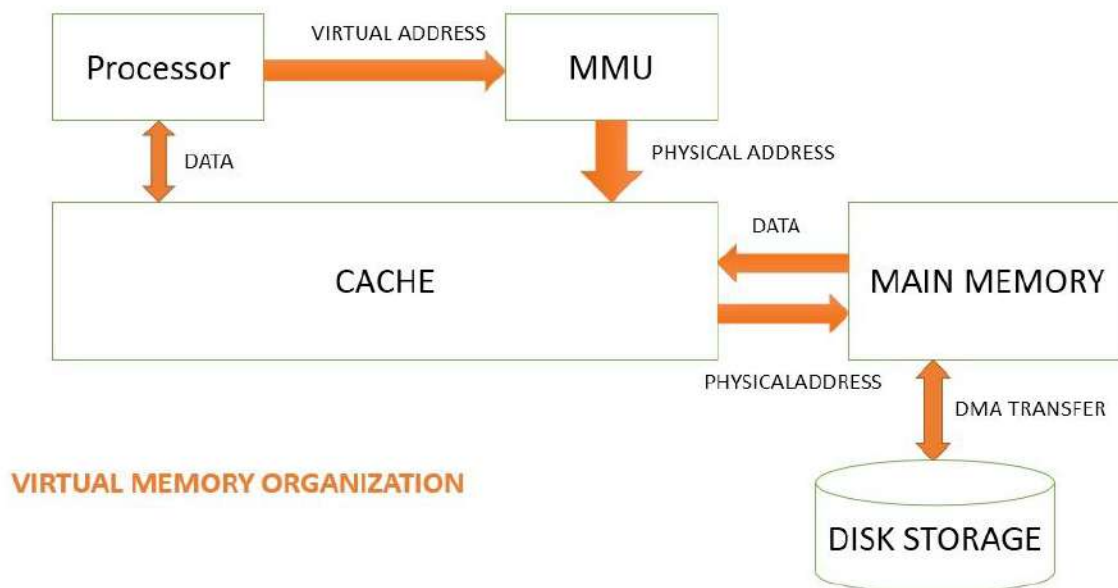 VIRTUAL ADDRESS
Processor
MMU
DATA
PHYSICAL ADDRESS
DATA
CACHE
MAIN MEMORY
PHYSICALADDRESS
DMA TRANSFER
VIRTUAL MEMORY ORGANIZATION
DISK STORAGE